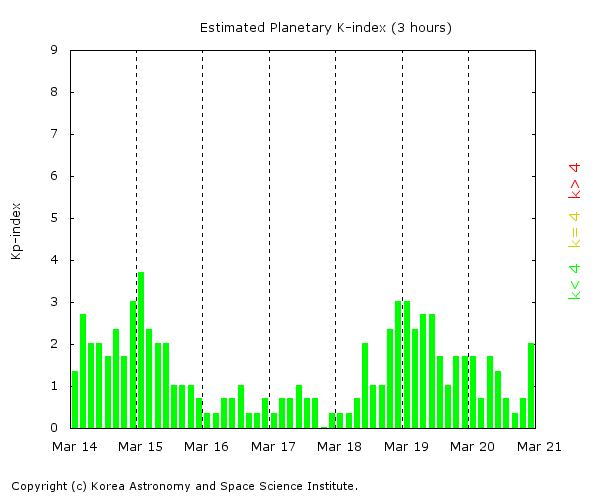 Estimated Planetary K-index (3 hours)
9
8
7
6
5
4
3
2
1
0
Kp-index
k<4 k=4 k>4
Mar 14 Mar 15 Mar 16 Mar 17 Mar 18 Mar 19 Mar 20 Mar 21
Copyright (c) Korea Astronomy and Space Science Institute.